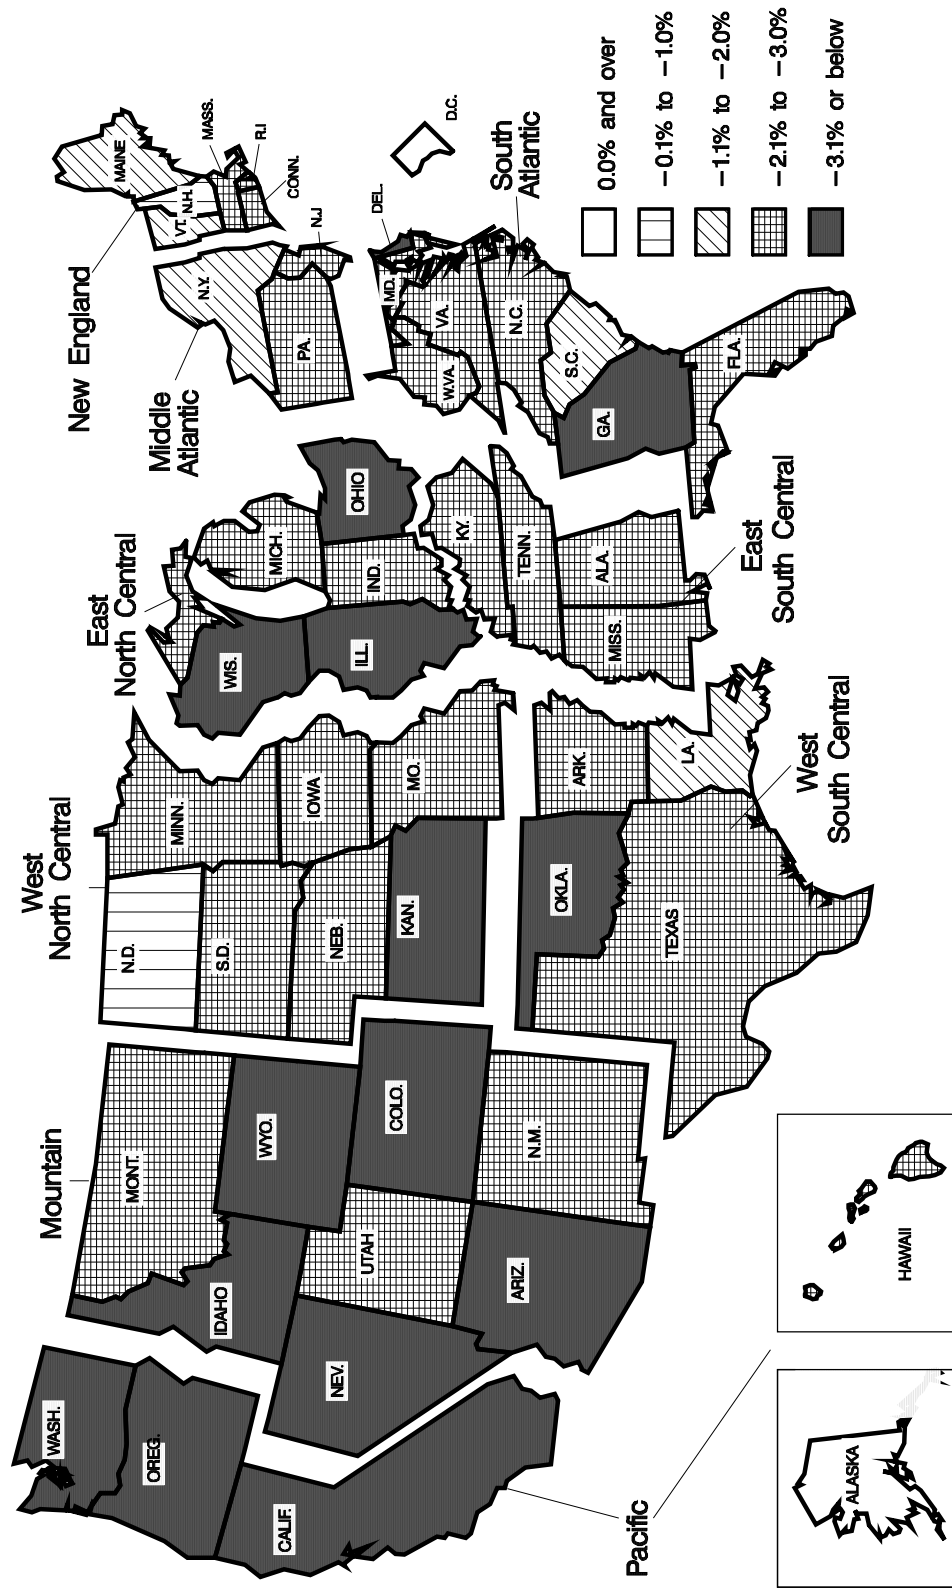 WASH.
OREG.
CALIF.
Pacific
ALASKA
HAWAII
Mountain
MONT.
IDAHO
WYO.
NEV.
UTAH
COLO.
ARIZ.
N.M.
West
North Central
N.D.
MINN.
S.D.
IOWA
NEB.
MO.
KAN.
West
South Central
OKLA.
ARK.
TEXAS
LA.
East
North Central
WIS.
MICH.
ILL.
IND.
OHIO
East
South Central
KY.
TENN.
MISS.
ALA.
Middle
Atlantic
N.Y.
PA.
N.J
New England
MAINE
VT.
N.H.
MASS.
R.I
CONN.
South
Atlantic
DEL.
MD.
D.C.
W.VA.
VA.
N.C.
S.C.
GA.
FLA.
0.0% and over
−0.1% to −1.0%
−1.1% to −2.0%
−2.1% to −3.0%
−3.1% or below